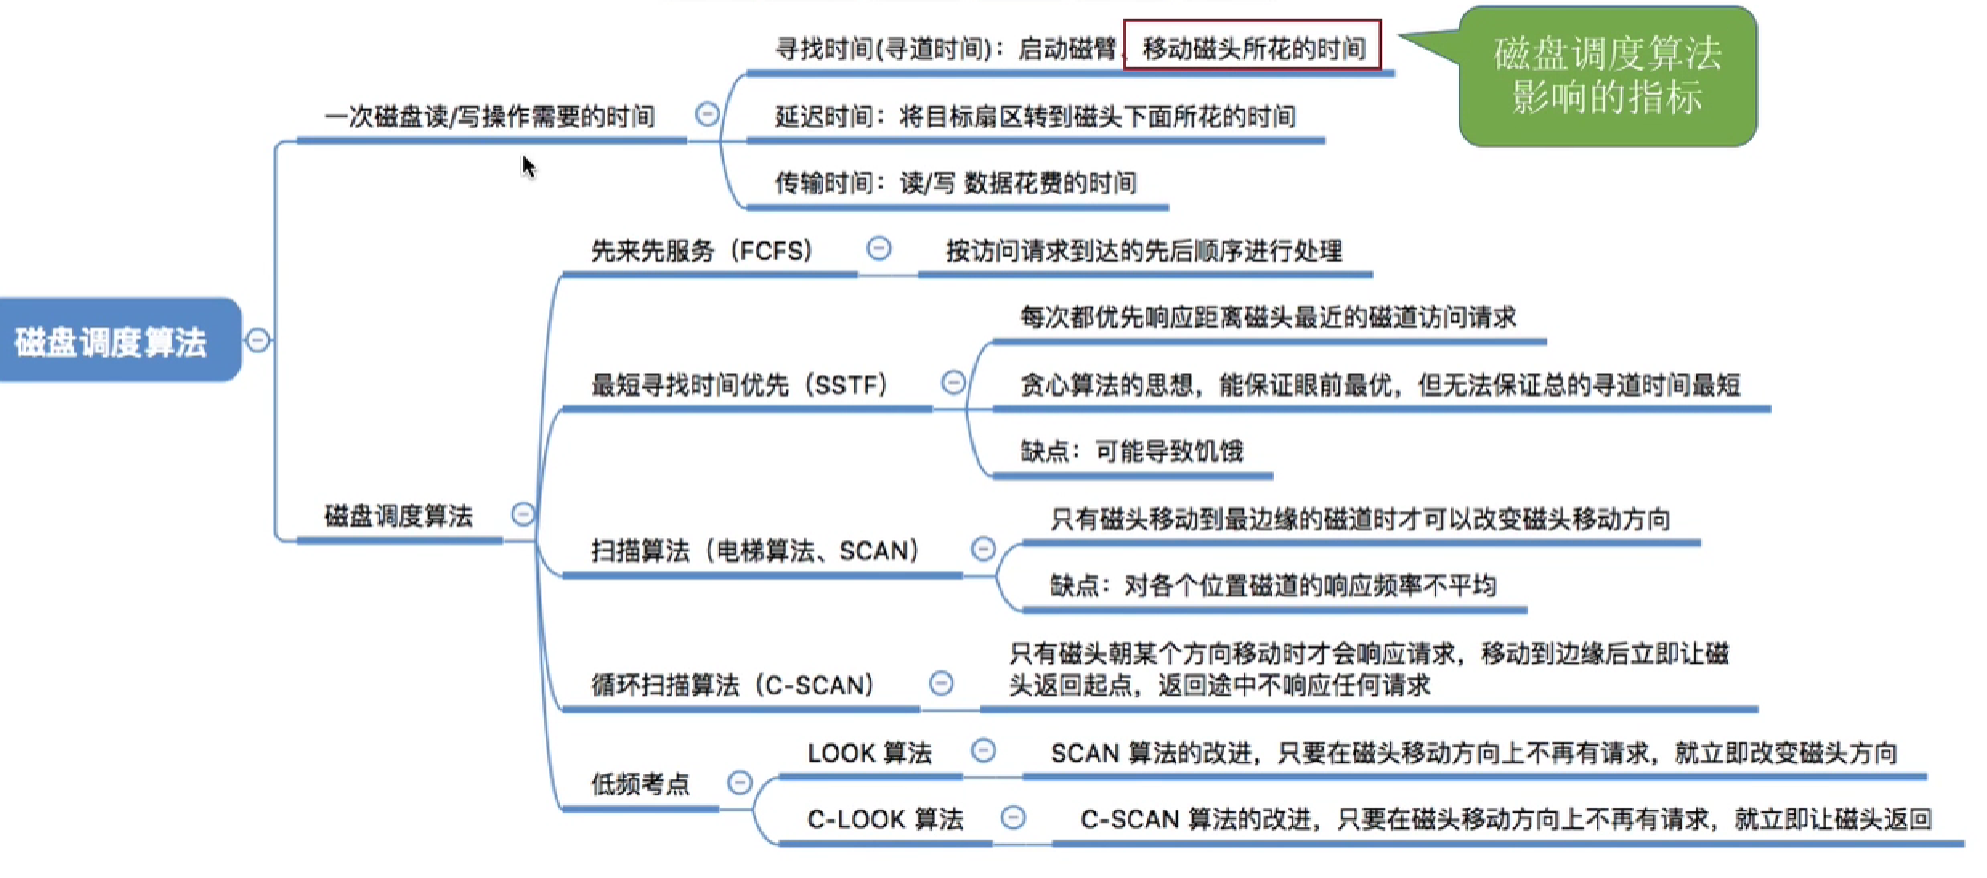 寻找时间(寻道时间)：启动磁臂、移动磁头所花的时间
磁盘调度算法
影响的指标
一次磁盘读/写操作需要的时间
延迟时间：将目标扇区转到磁头下面所花的时间
传输时间：读/写 数据花费的时间
先来先服务（FCFS）
按访问请求到达的先后顺序进行处理
磁盘调度算法
每次都优先响应距离磁头最近的磁道访问请求
最短寻找时间优先（SSTF）
贪心算法的思想，能保证眼前最优，但无法保证总的寻道时间最短
缺点：可能导致饥饿
磁盘调度算法
只有磁头移动到最边缘的磁道时才可以改变磁头移动方向
扫描算法（电梯算法、SCAN）
缺点：对各个位置磁道的响应频率不平均
循环扫描算法（C-SCAN）
只有磁头朝某个方向移动时才会响应请求，移动到边缘后立即让磁
头返回起点，返回途中不响应任何请求
低频考点
LOOK 算法
SCAN 算法的改进，只要在磁头移动方向上不再有请求，就立即改变磁头方向
C-LOOK 算法
C-SCAN 算法的改进，只要在磁头移动方向上不再有请求，就立即让磁头返回